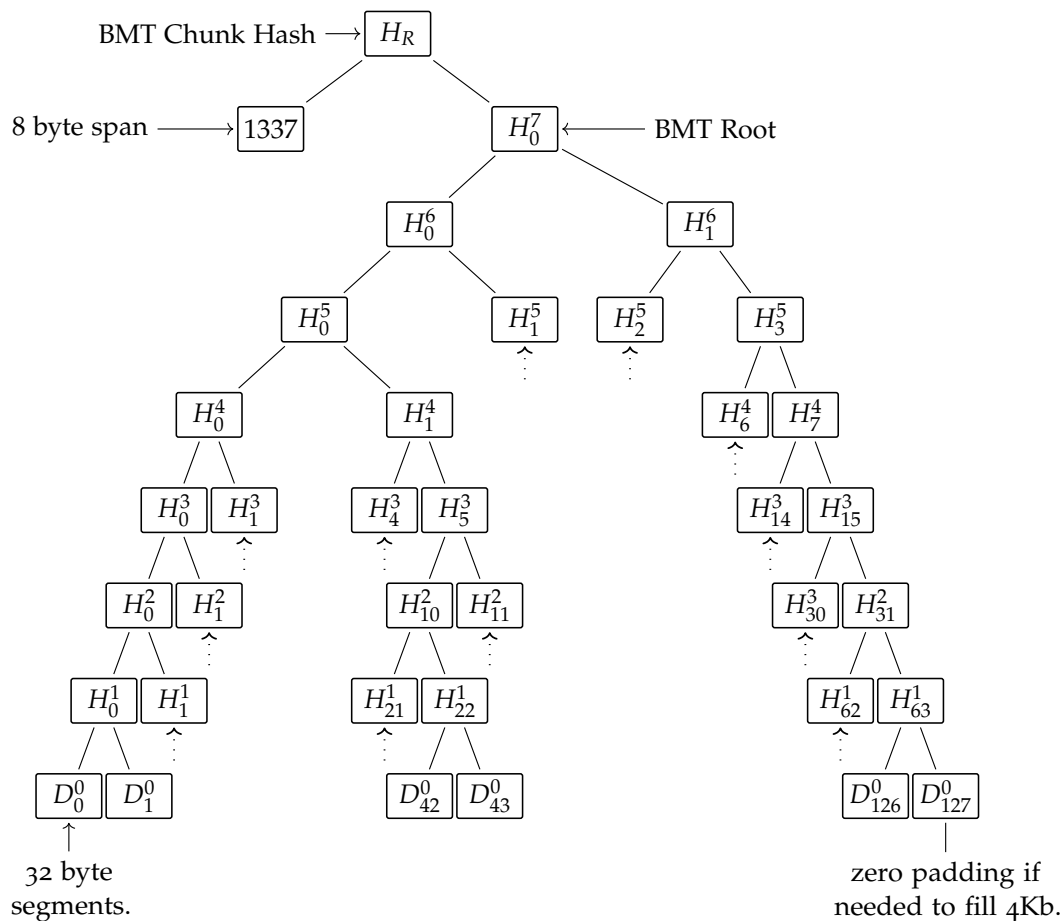 BMT Chunk Hash H_R
8 byte span 1337 H_0^7 BMT Root
H_0^6 H_1^6
H_0^5 H_1^5 H_2^5 H_3^5
H_0^4 H_1^4 H_6^4 H_7^4
H_0^3 H_1^3 H_4^3 H_5^3 H_14^3 H_15^3
H_0^2 H_1^2 H_10^2 H_11^2 H_30^3 H_31^2
H_0^1 H_1^1 H_21^1 H_22^1 H_62^1 H_63^1
D_0^0 D_1^0 D_42^0 D_43^0 D_126^0 D_127^0
32 byte
segments.
zero padding if
needed to fill 4Kb.